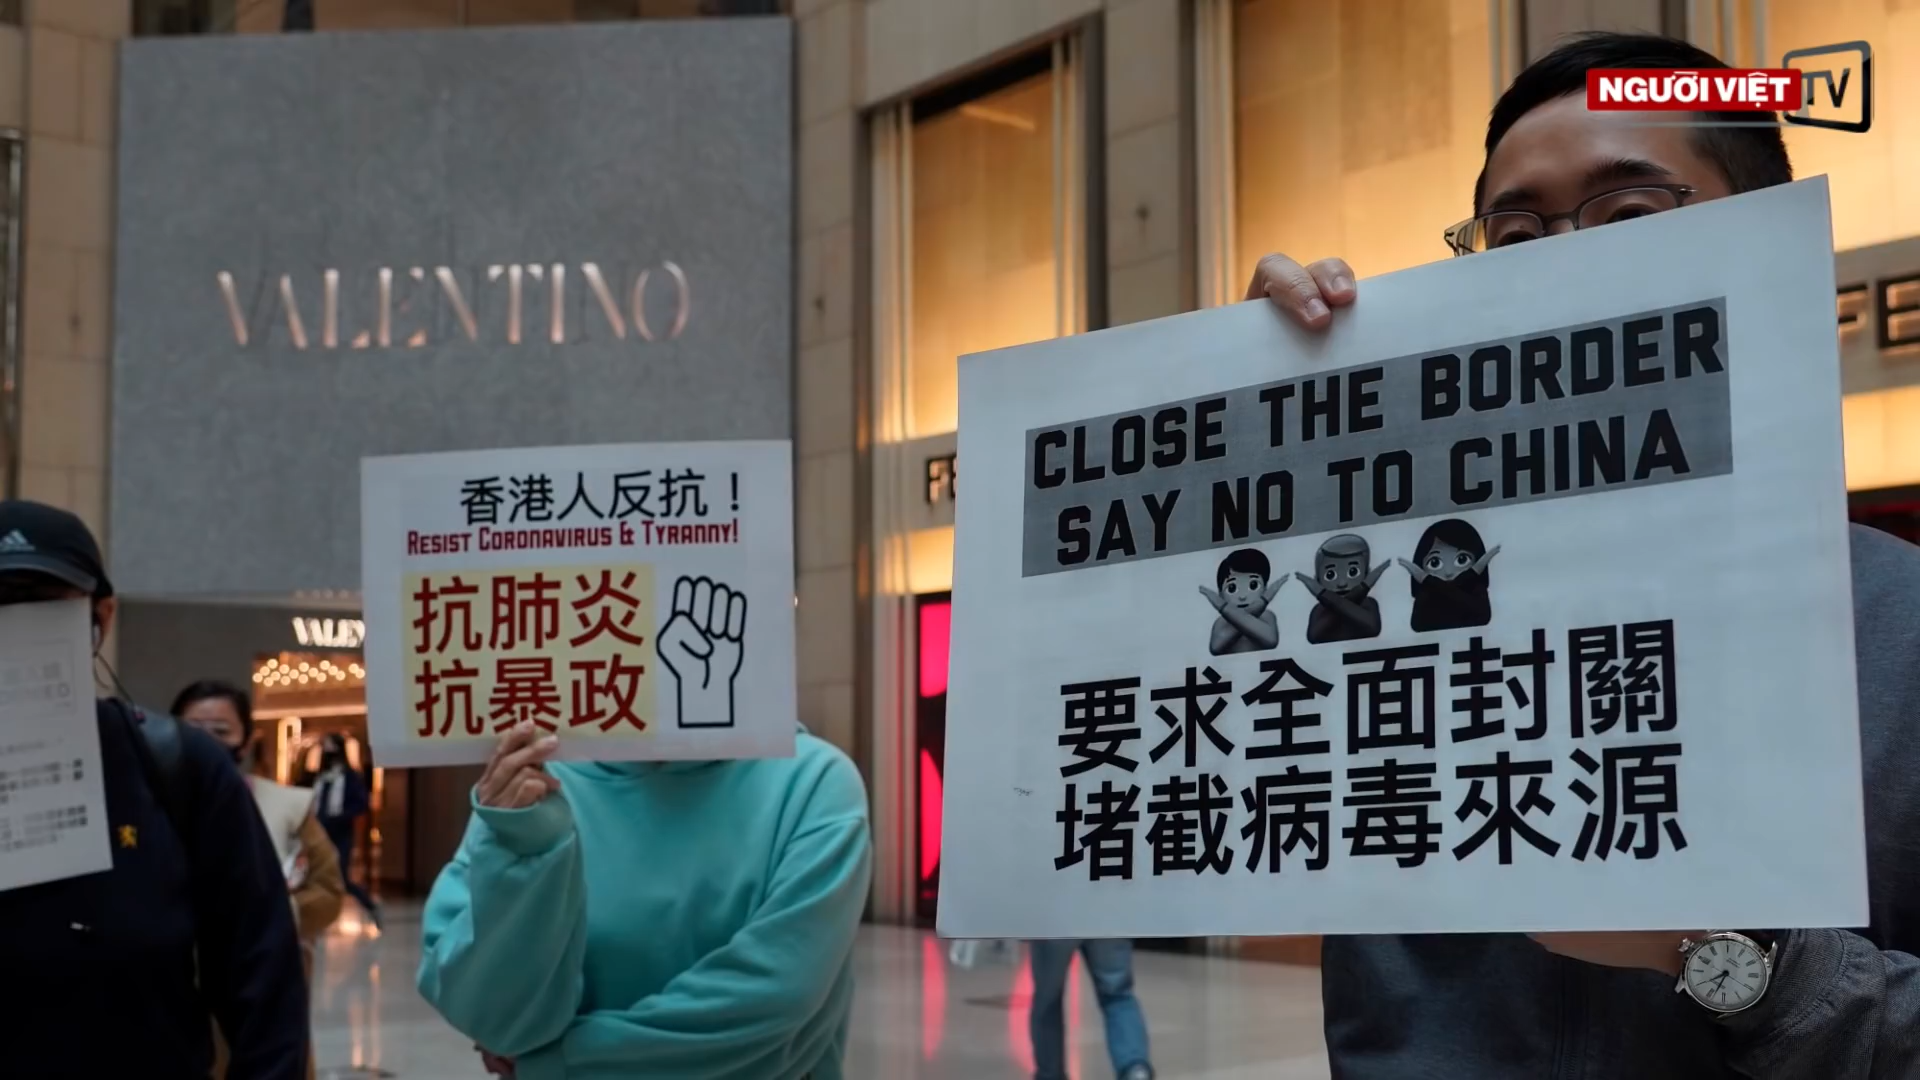 NGƯỜI VIỆT TV
VALENTINO
香港人反抗！
RESIST CORONAVIRUS & TYRANNY!
抗肺炎
抗暴政
CLOSE THE BORDER
SAY NO TO CHINA
要求全面封關
堵截病毒來源